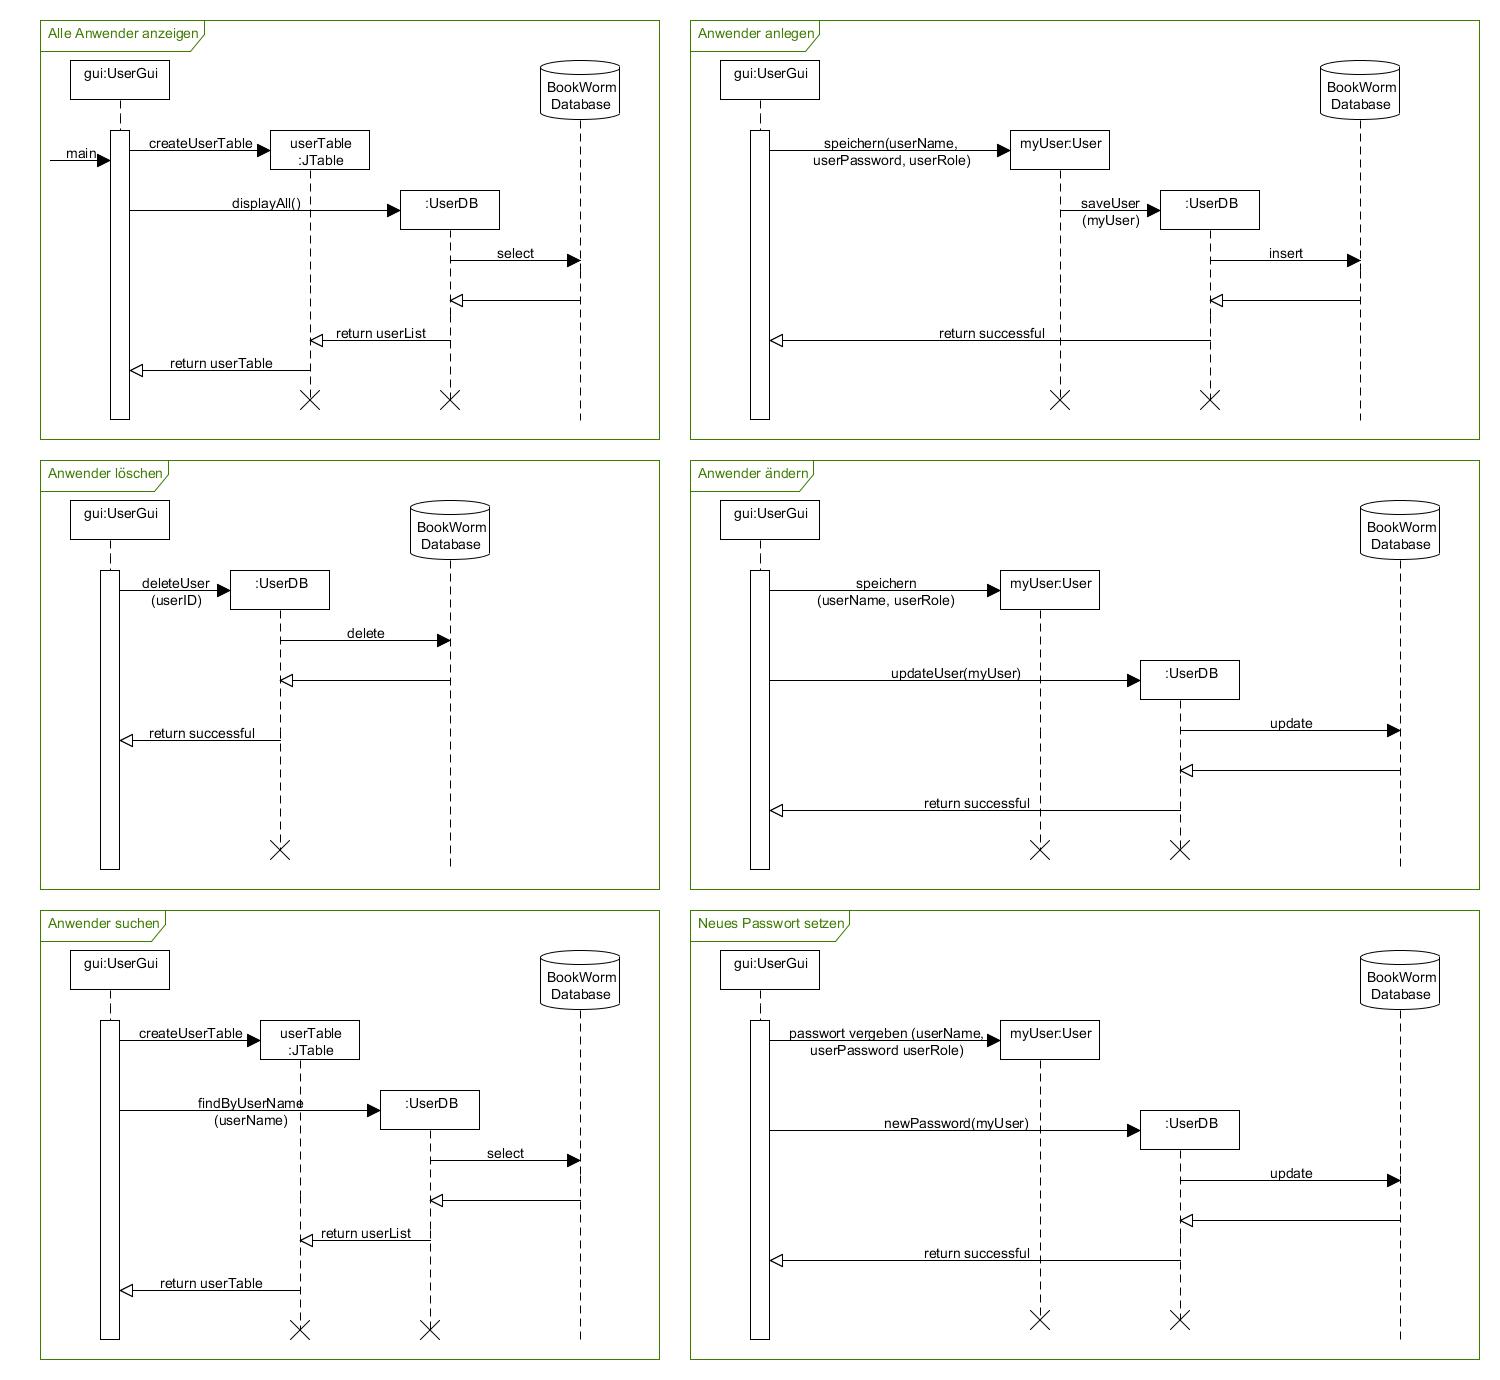 Alle Anwender anzeigen
gui:UserGui
BookWorm
Database
main
createUserTable
userTable
:JTable
displayAll()
:UserDB
select
return userList
return userTable
Anwender anlegen
gui:UserGui
BookWorm
Database
speichern(userName,
userPassword, userRole)
myUser:User
saveUser
(myUser)
:UserDB
insert
return successful
Anwender löschen
gui:UserGui
BookWorm
Database
deleteUser
(userID)
:UserDB
delete
return successful
Anwender ändern
gui:UserGui
BookWorm
Database
speichern
(userName, userRole)
myUser:User
updateUser(myUser)
:UserDB
update
return successful
Anwender suchen
gui:UserGui
BookWorm
Database
createUserTable
userTable
:JTable
findByUserName
(userName)
:UserDB
select
return userList
return userTable
Neues Passwort setzen
gui:UserGui
BookWorm
Database
passwort vergeben (userName,
userPassword userRole)
myUser:User
newPassword(myUser)
:UserDB
update
return successful